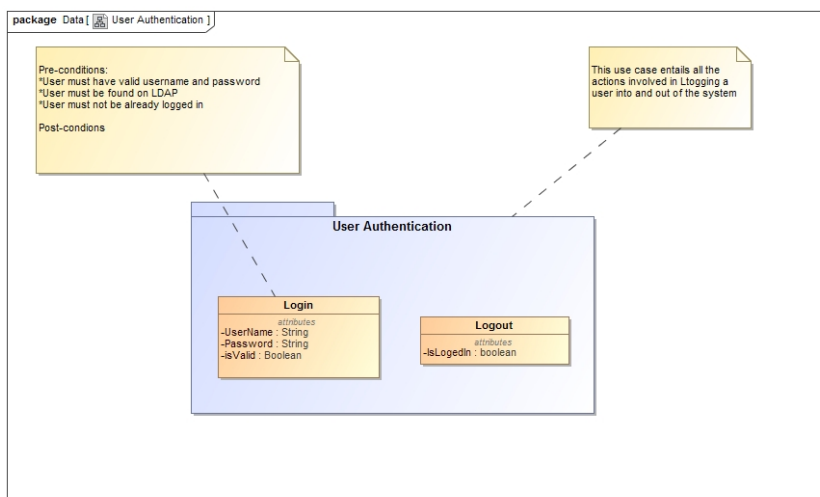 package Data [ User Authentication ]
Pre-conditions:
*User must have valid username and password
*User must be found on LDAP
*User must not be already logged in
Post-condions
This use case entails all the
actions involved in Ltogging a
user into and out of the system
User Authentication
Login
attributes
-UserName : String
-Password : String
-isValid : Boolean
Logout
attributes
-IsLogedIn : boolean